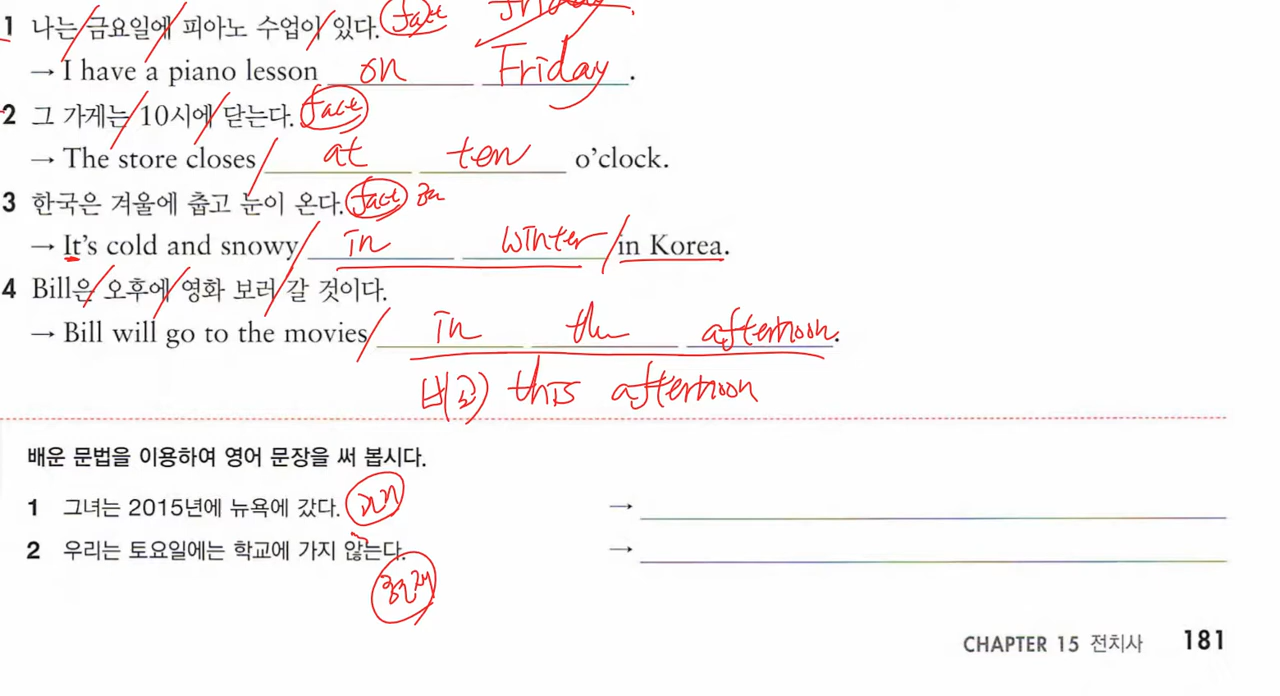 1 나는 금요일에 피아노 수업이 있다. fact Friday.
→ I have a piano lesson on Friday.
2 그 가게는 10시에 닫는다. fact
→ The store closes at ten o'clock.
3 한국은 겨울에 춥고 눈이 온다. fact
→ It's cold and snowy in winter in Korea.
4 Bill은 오후에 영화 보러 갈 것이다.
→ Bill will go to the movies in the afternoon.
비교) this afternoon
배운 문법을 이용하여 영어 문장을 써 봅시다.
1 그녀는 2015년에 뉴욕에 갔다. →
2 우리는 토요일에는 학교에 가지 않는다. →
CHAPTER 15 전치사 181